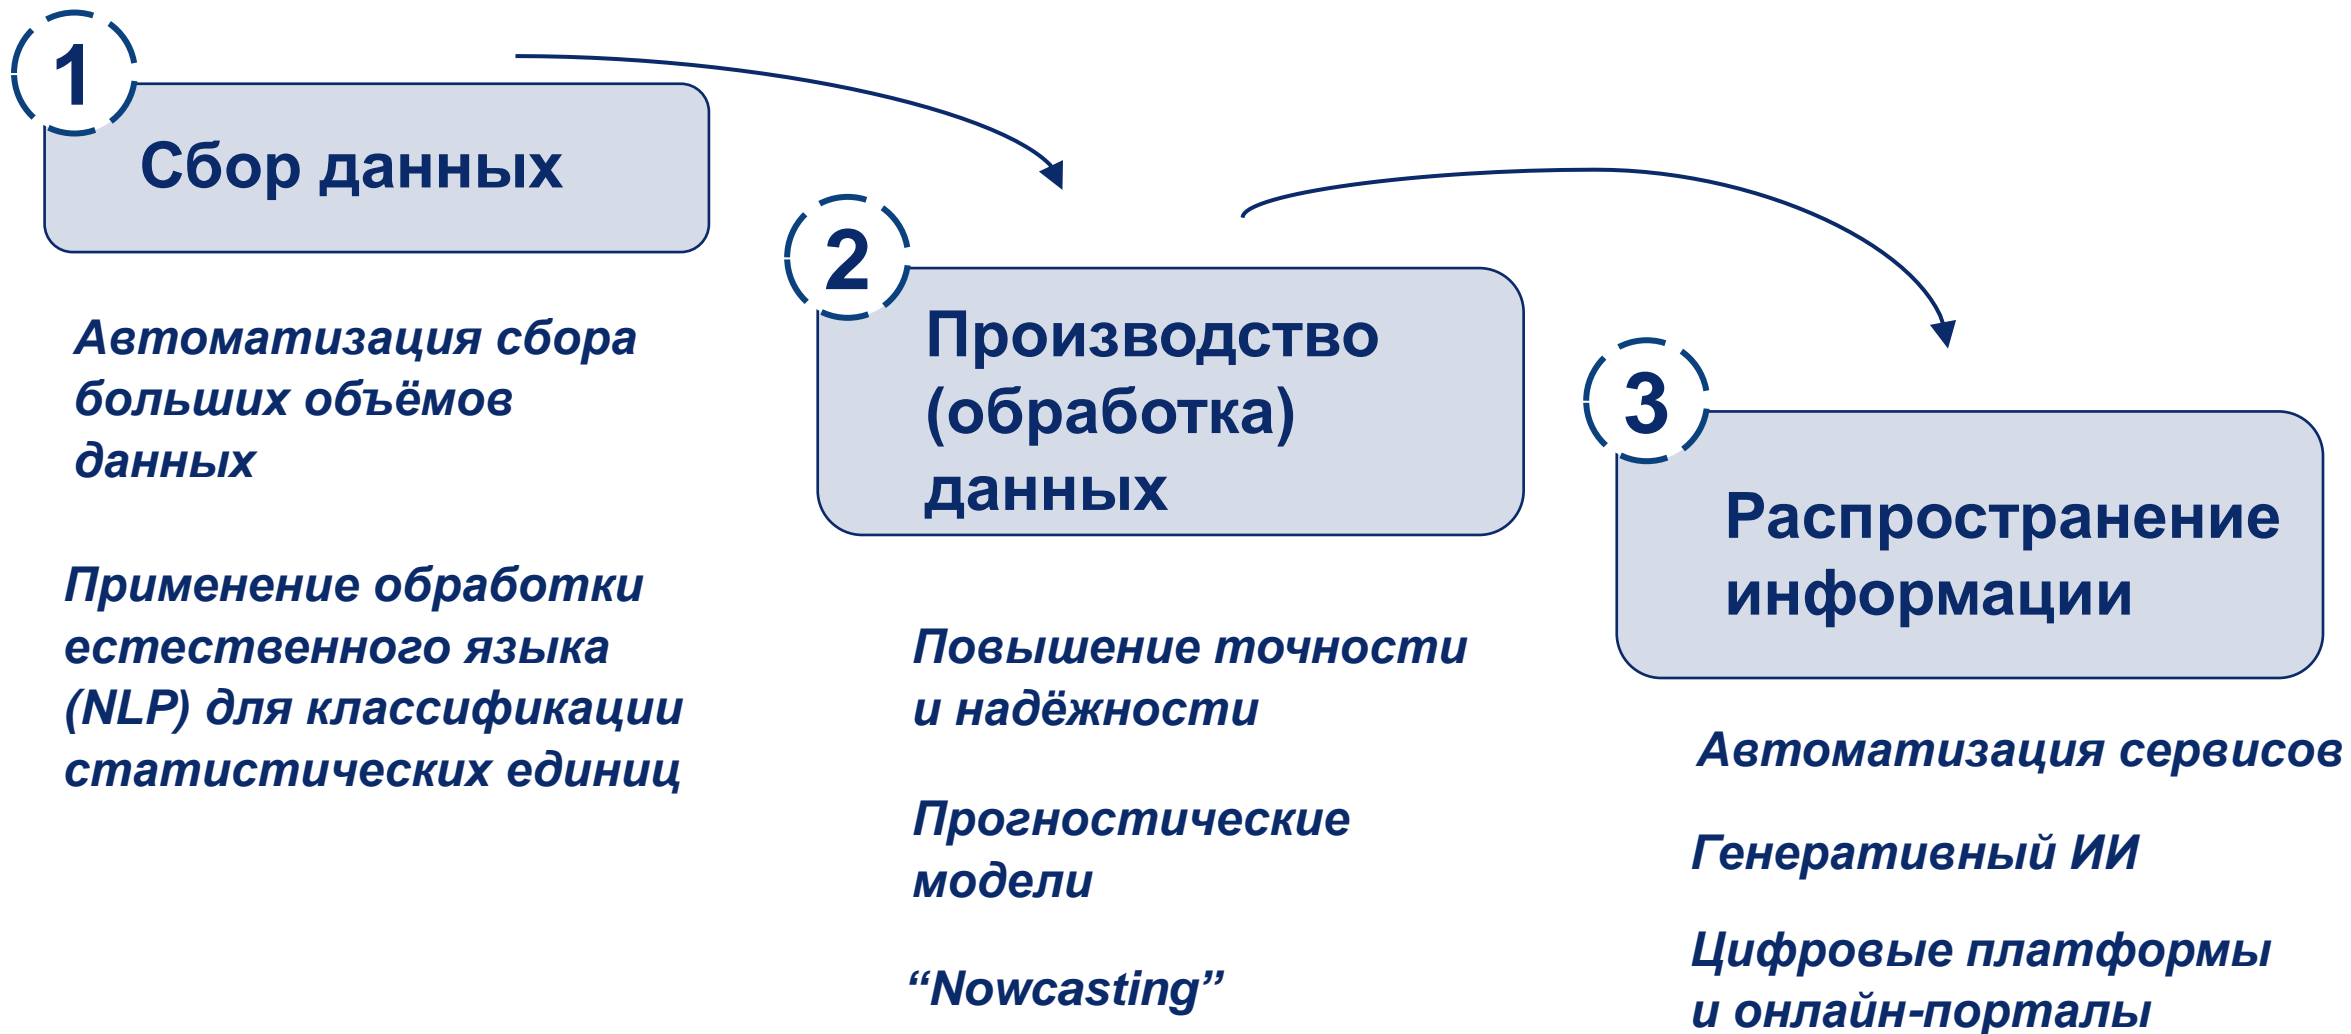 1
Сбор данных
Автоматизация сбора
больших объёмов
данных
Применение обработки
естественного языка
(NLP) для классификации
статистических единиц
2
Производство
(обработка)
данных
Повышение точности
и надёжности
Прогностические
модели
“Nowcasting”
3
Распространение
информации
Автоматизация сервисов
Генеративный ИИ
Цифровые платформы
и онлайн-порталы